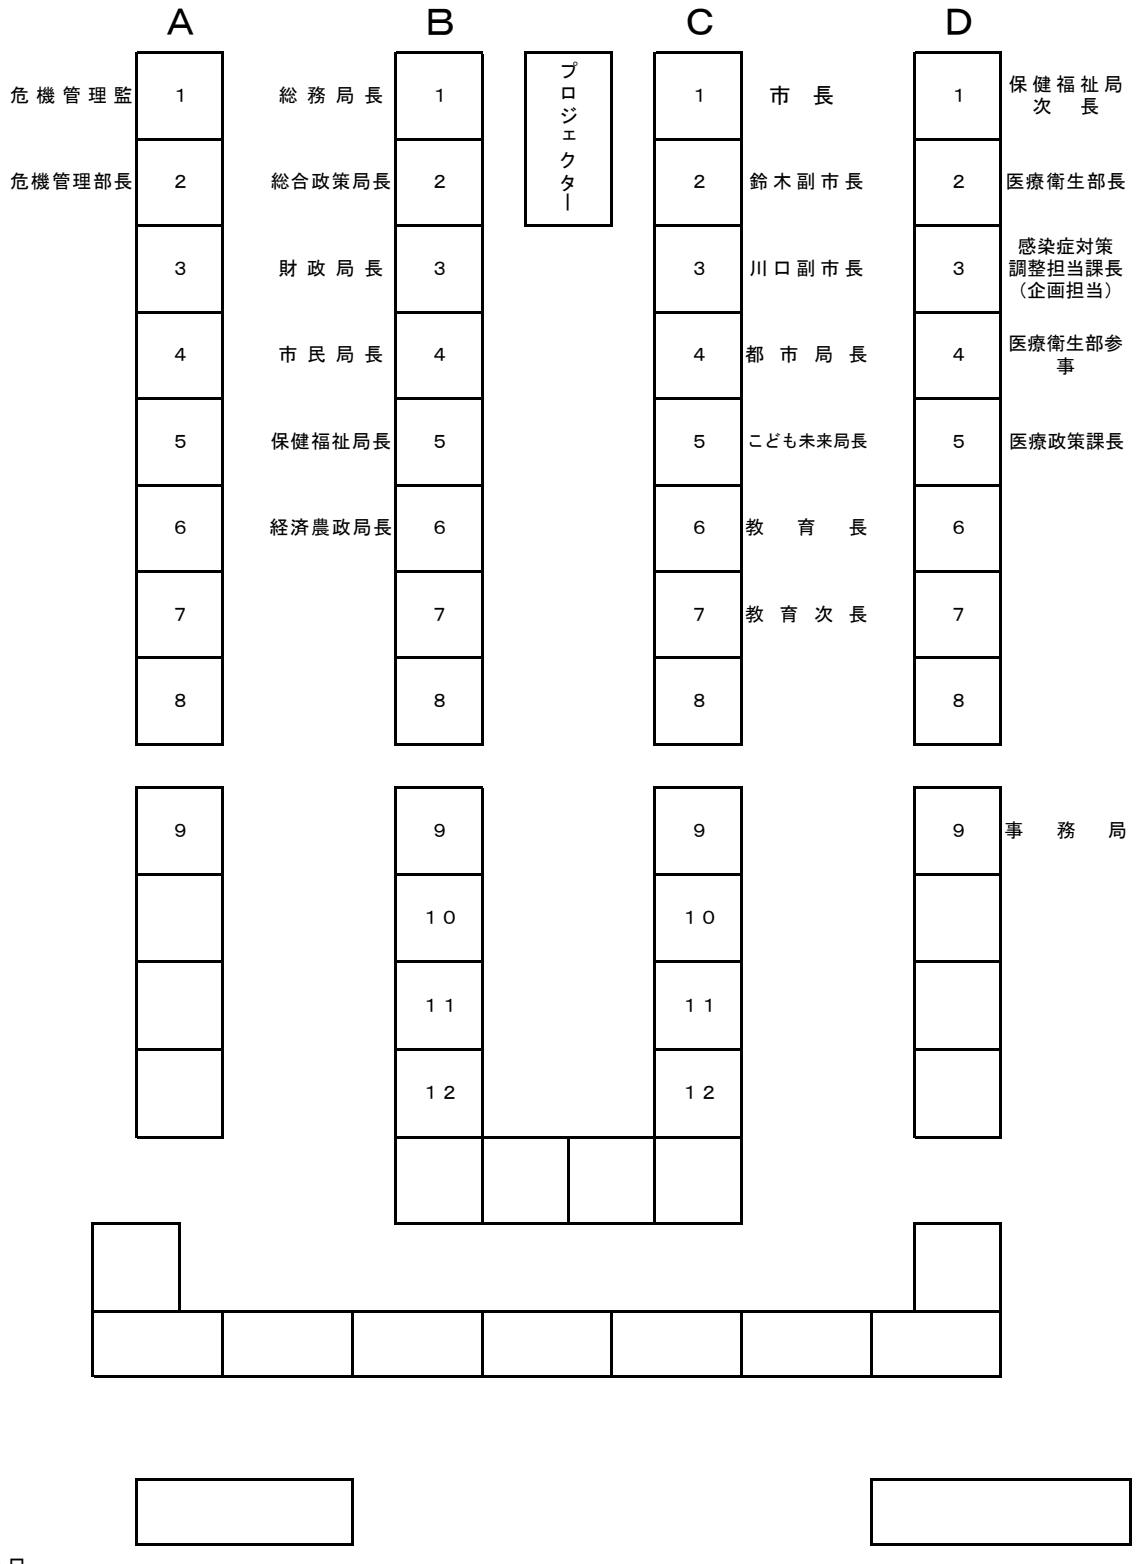 A B C D
危機管理監 1 総務局長 1 プロジェクター 1 市長 1 保健福祉局
次長
危機管理部長 2 総合政策局長 2 2 鈴木副市長 2 医療衛生部長
3 財政局長 3 3 川口副市長 3 感染症対策
調整担当課長
（企画担当）
4 市民局長 4 4 都市局長 4 医療衛生部参
事
5 保健福祉局長 5 5 こども未来局長 5 医療政策課長
6 経済農政局長 6 6 教育長 6
7 7 7 教育次長 7
8 8 8 8
9 9 9 9 事務局
10 10
11 11
12 12